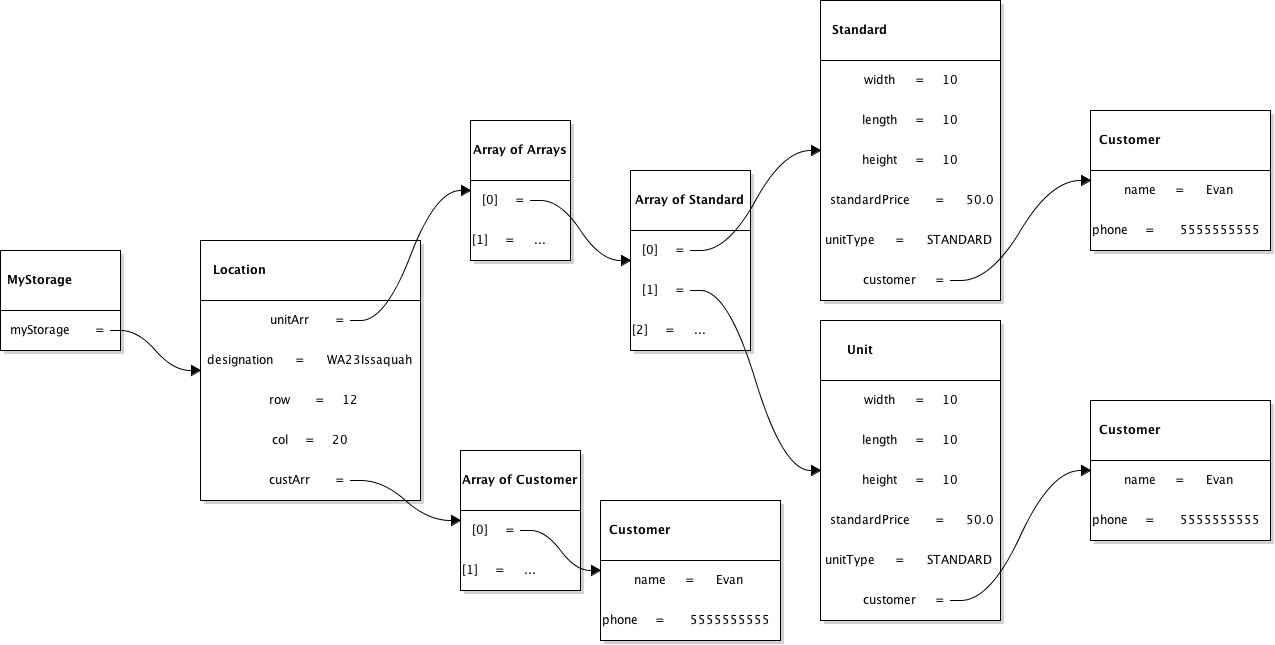 MyStorage
myStorage = 
Location
unitArr = 
designation = WA23Issaquah
row = 12
col = 20
custArr = 
Array of Arrays
[0] = 
[1] = ...
Array of Standard
[0] = 
[1] = 
[2] = ...
Standard
width = 10
length = 10
height = 10
standardPrice = 50.0
unitType = STANDARD
customer = 
Customer
name = Evan
phone = 5555555555
Unit
width = 10
length = 10
height = 10
standardPrice = 50.0
unitType = STANDARD
customer = 
Customer
name = Evan
phone = 5555555555
Array of Customer
[0] = 
[1] = ...
Customer
name = Evan
phone = 5555555555